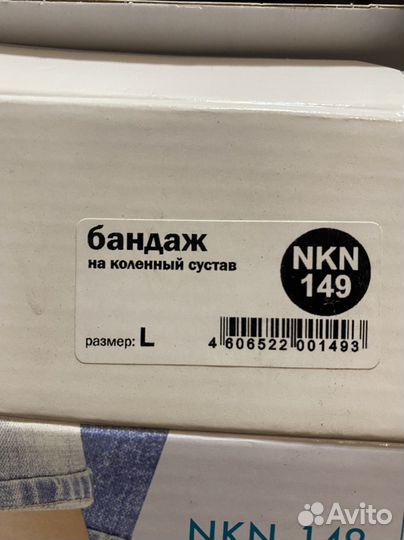 бандаж
на коленный сустав
NKN
149
размер: L
4 606522 001493
NKN 149
Avito